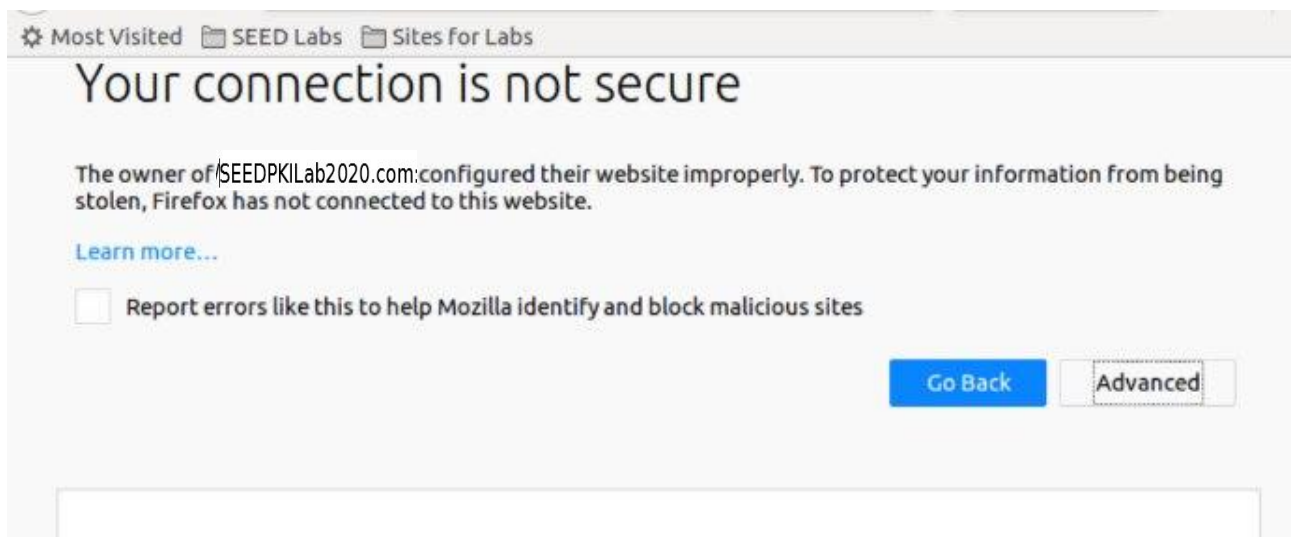 Most Visited SEED Labs Sites for Labs
Your connection is not secure
The owner of SEEDPKILab2020.com configured their website improperly. To protect your information from being
stolen, Firefox has not connected to this website.
Learn more...
Report errors like this to help Mozilla identify and block malicious sites
Go Back Advanced